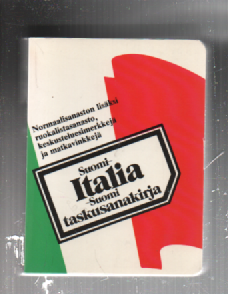 Normaalisanaston lisäksi
ruokalistasanasto,
keskusteluesimerkkejä
ja matkavinkkejä
Suomi-
Italia
-Suomi
taskusanakirja